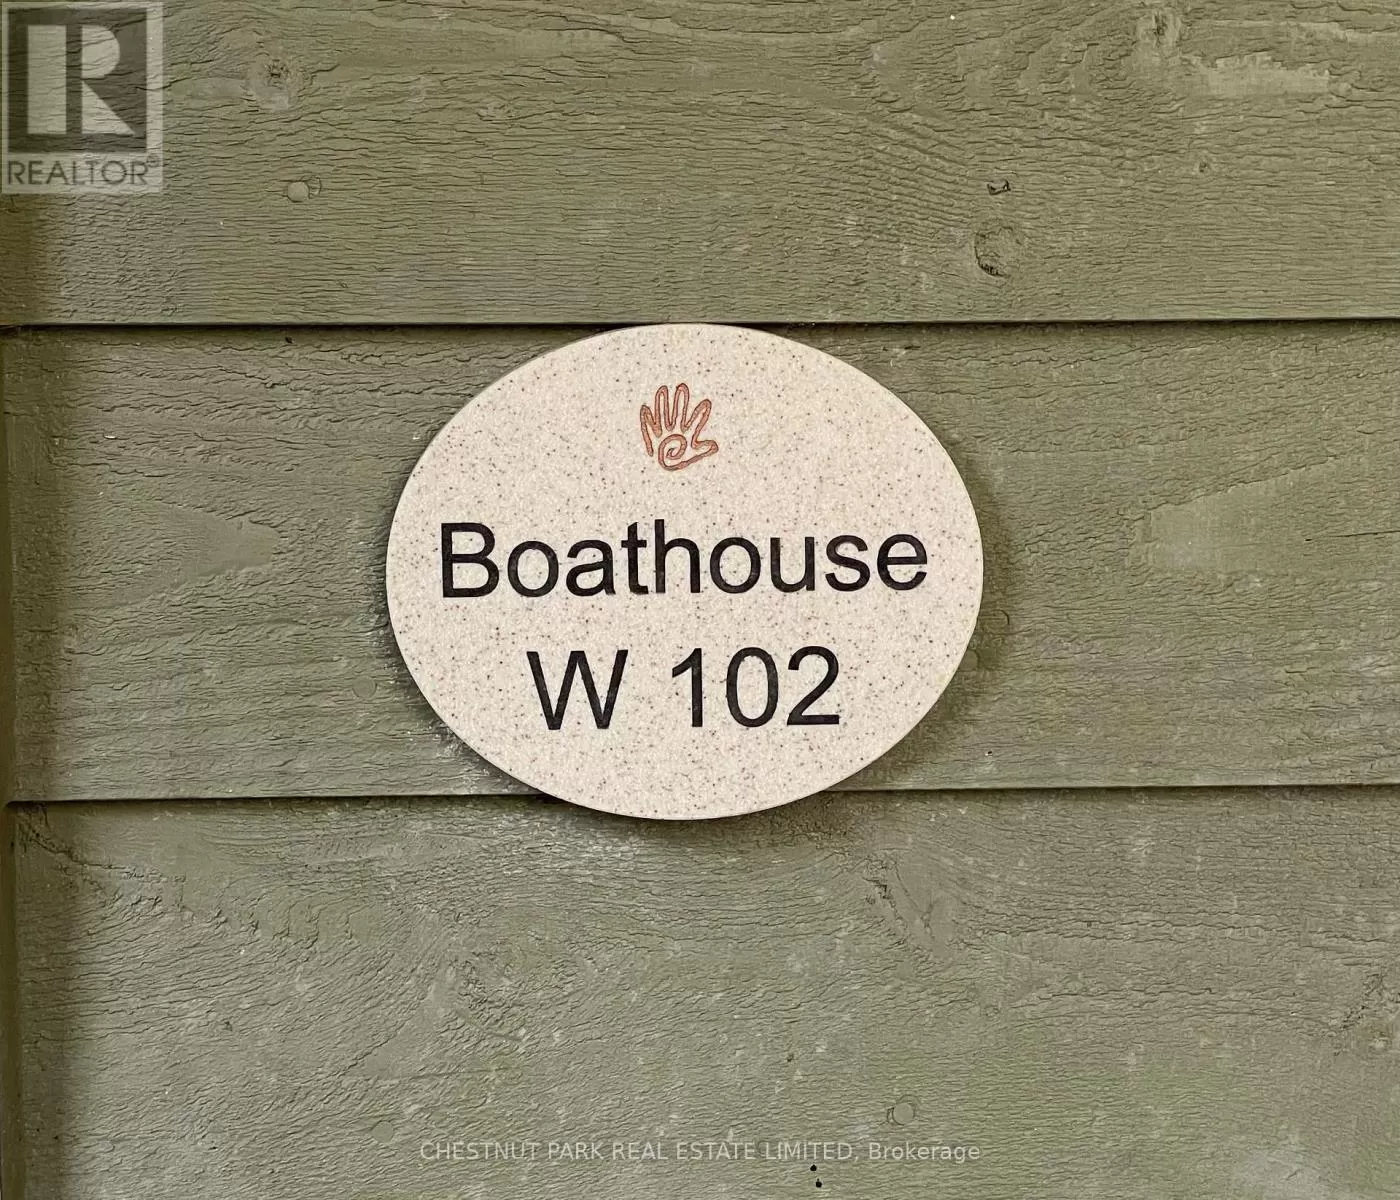 REALTOR®
Boathouse
W 102
CHESTNUT PARK REAL ESTATE LIMITED, Brokerage